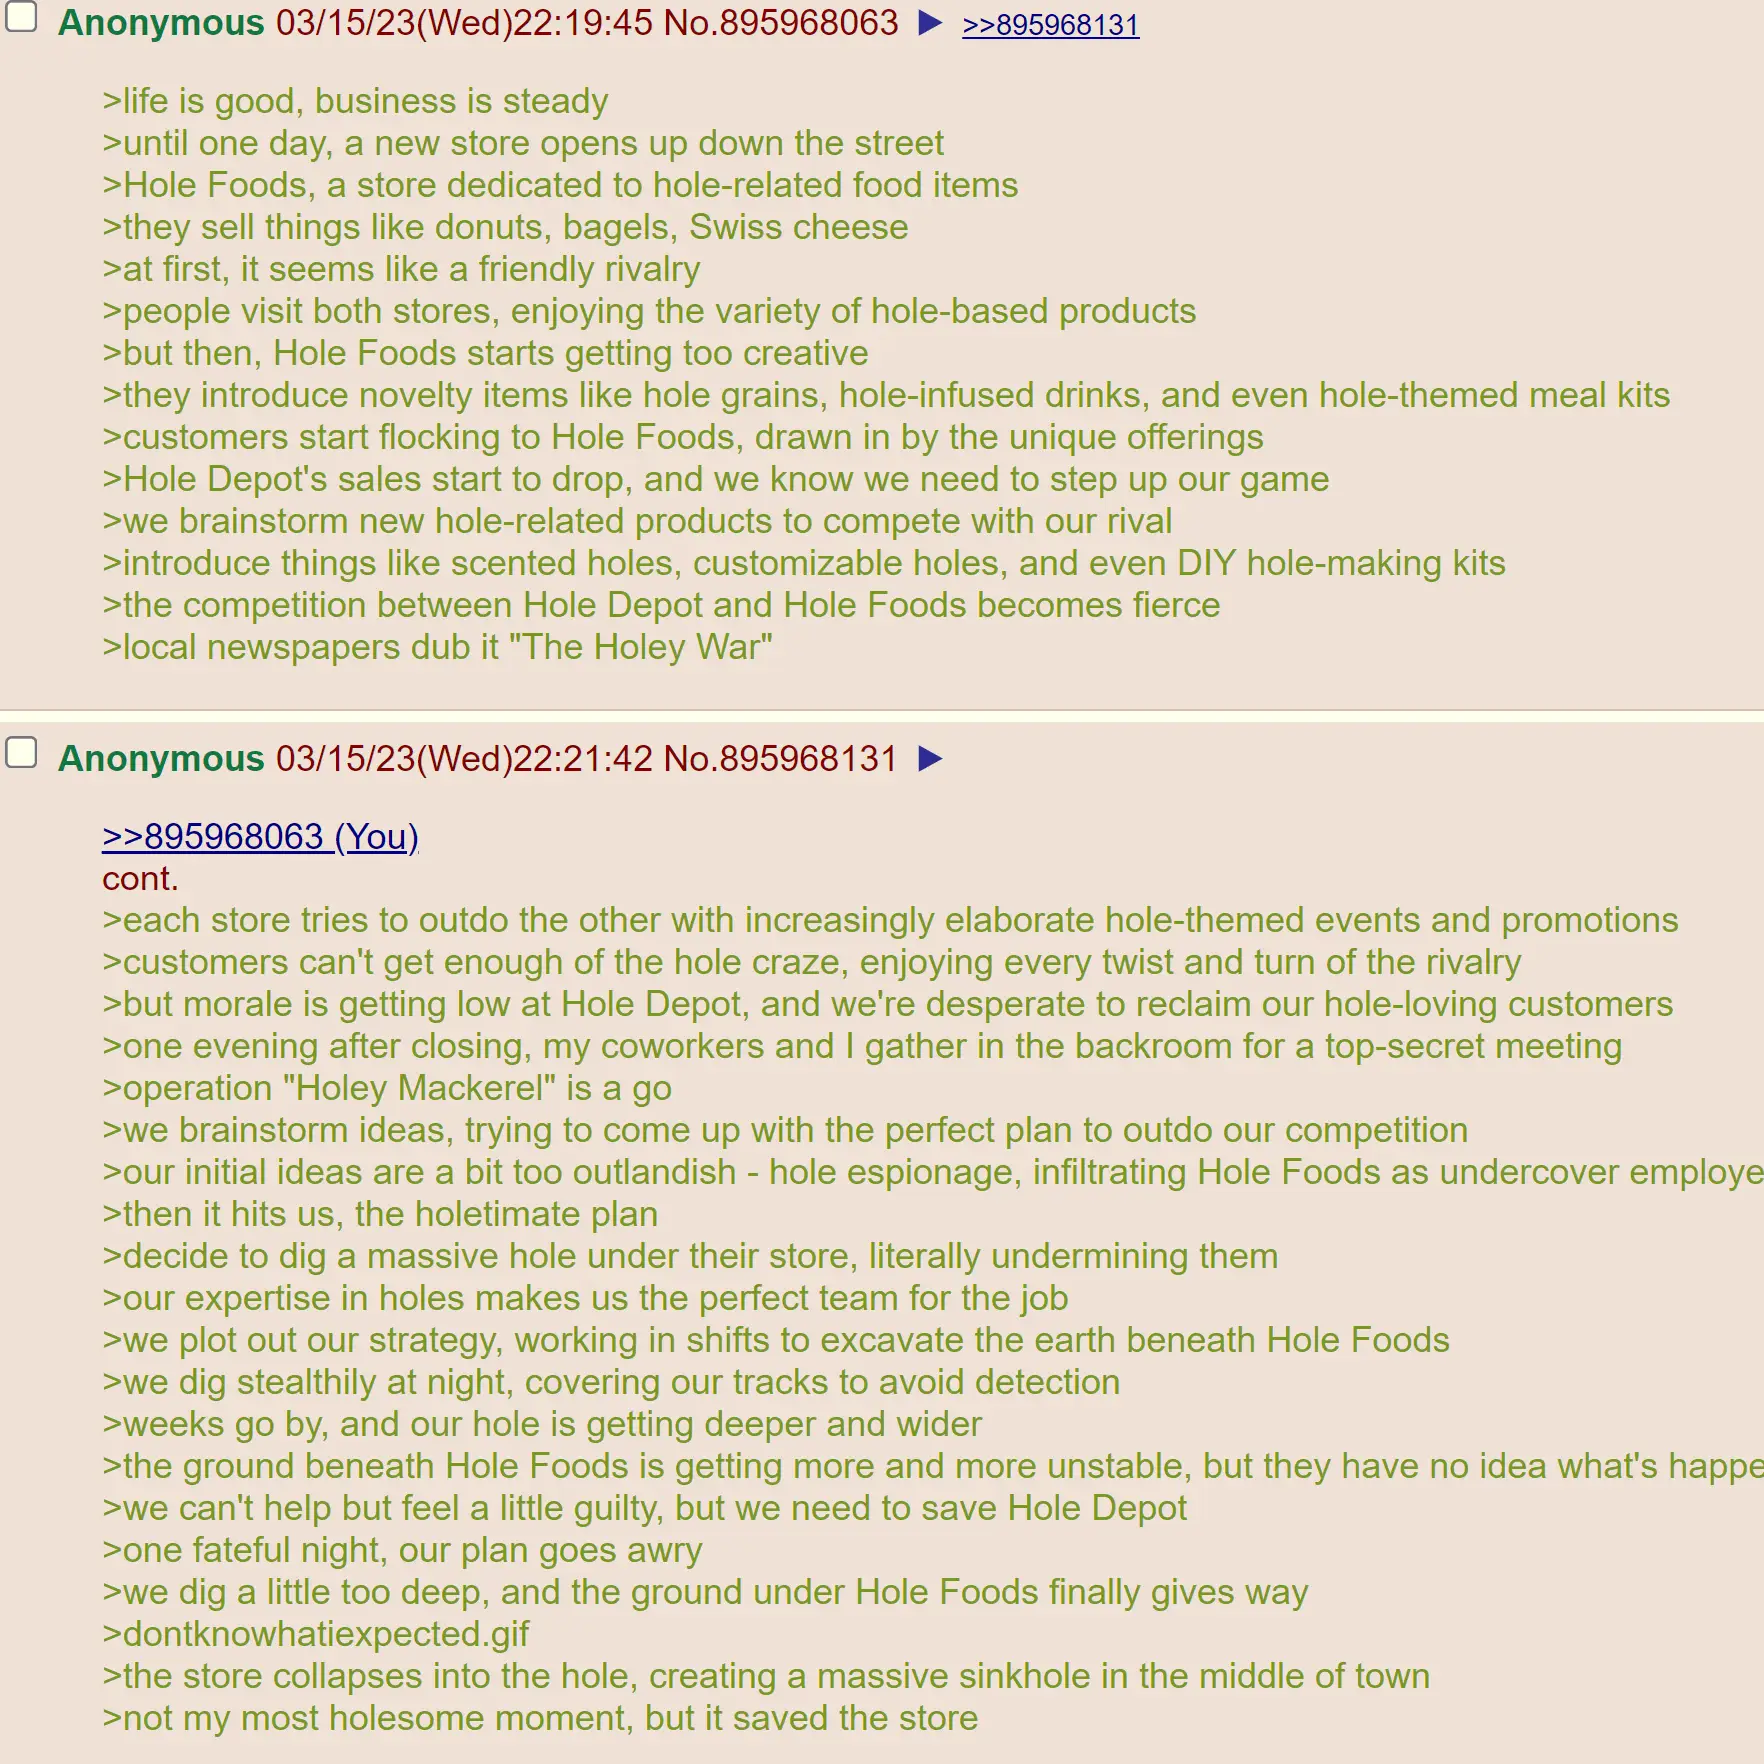 Anonymous 03/15/23(Wed)22:19:45 No.895968063 ▶ >>895968131
>life is good, business is steady
>until one day, a new store opens up down the street
>Hole Foods, a store dedicated to hole-related food items
>they sell things like donuts, bagels, Swiss cheese
>at first, it seems like a friendly rivalry
>people visit both stores, enjoying the variety of hole-based products
>but then, Hole Foods starts getting too creative
>they introduce novelty items like hole grains, hole-infused drinks, and even hole-themed meal kits
>customers start flocking to Hole Foods, drawn in by the unique offerings
>Hole Depot's sales start to drop, and we know we need to step up our game
>we brainstorm new hole-related products to compete with our rival
>introduce things like scented holes, customizable holes, and even DIY hole-making kits
>the competition between Hole Depot and Hole Foods becomes fierce
>local newspapers dub it "The Holey War"
Anonymous 03/15/23(Wed)22:21:42 No.895968131 ▶
>>895968063 (You)
cont.
>each store tries to outdo the other with increasingly elaborate hole-themed events and promotions
>customers can't get enough of the hole craze, enjoying every twist and turn of the rivalry
>but morale is getting low at Hole Depot, and we're desperate to reclaim our hole-loving customers
>one evening after closing, my coworkers and I gather in the backroom for a top-secret meeting
>operation "Holey Mackerel" is a go
>we brainstorm ideas, trying to come up with the perfect plan to outdo our competition
>our initial ideas are a bit too outlandish - hole espionage, infiltrating Hole Foods as undercover employe
>then it hits us, the holetimate plan
>decide to dig a massive hole under their store, literally undermining them
>our expertise in holes makes us the perfect team for the job
>we plot out our strategy, working in shifts to excavate the earth beneath Hole Foods
>we dig stealthily at night, covering our tracks to avoid detection
>weeks go by, and our hole is getting deeper and wider
>the ground beneath Hole Foods is getting more and more unstable, but they have no idea what's happe
>we can't help but feel a little guilty, but we need to save Hole Depot
>one fateful night, our plan goes awry
>we dig a little too deep, and the ground under Hole Foods finally gives way
>dontknowhatiexpected.gif
>the store collapses into the hole, creating a massive sinkhole in the middle of town
>not my most holesome moment, but it saved the store